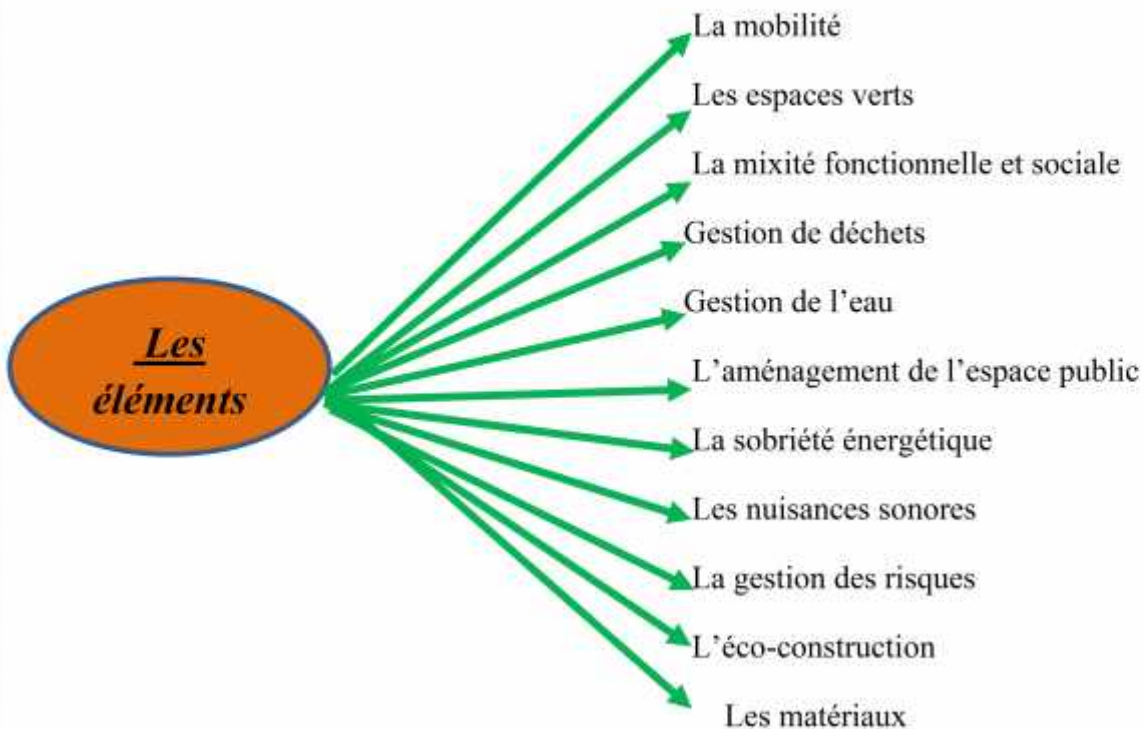 La mobilité
Les espaces verts
La mixité fonctionnelle et sociale
Gestion de déchets
Gestion de l’eau
Les
éléments
L’aménagement de l’espace public
La sobriété énergétique
Les nuisances sonores
La gestion des risques
L’éco-construction
Les matériaux